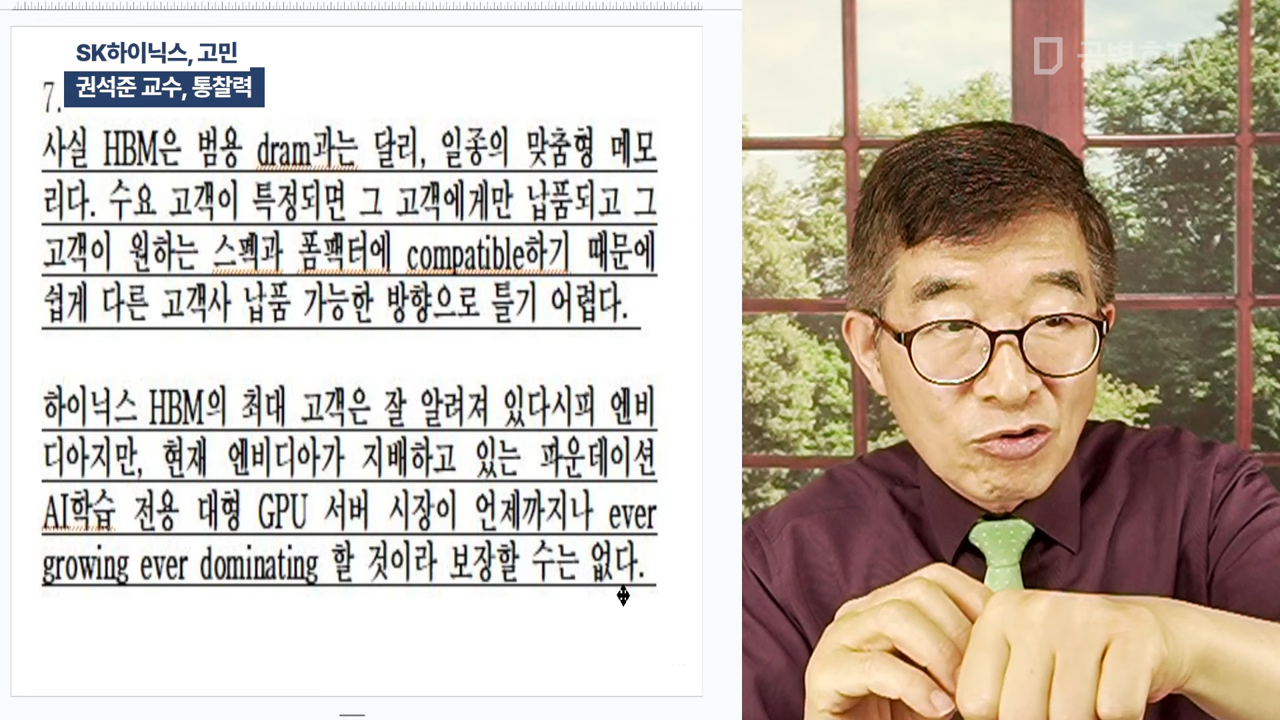 SK하이닉스, 고민
권석준 교수, 통찰력
7.
사실 HBM은 범용 dram과는 달리, 일종의 맞춤형 메모
리다. 수요 고객이 특정되면 그 고객에게만 납품되고 그
고객이 원하는 스펙과 폼팩터에 compatible하기 때문에
쉽게 다른 고객사 납품 가능한 방향으로 틀기 어렵다.
하이닉스 HBM의 최대 고객은 잘 알려져 있다시피 엔비
디아지만, 현재 엔비디아가 지배하고 있는 파운데이션
AI학습 전용 대형 GPU 서버 시장이 언제까지나 ever
growing ever dominating 할 것이라 보장할 수는 없다.
공병호TV